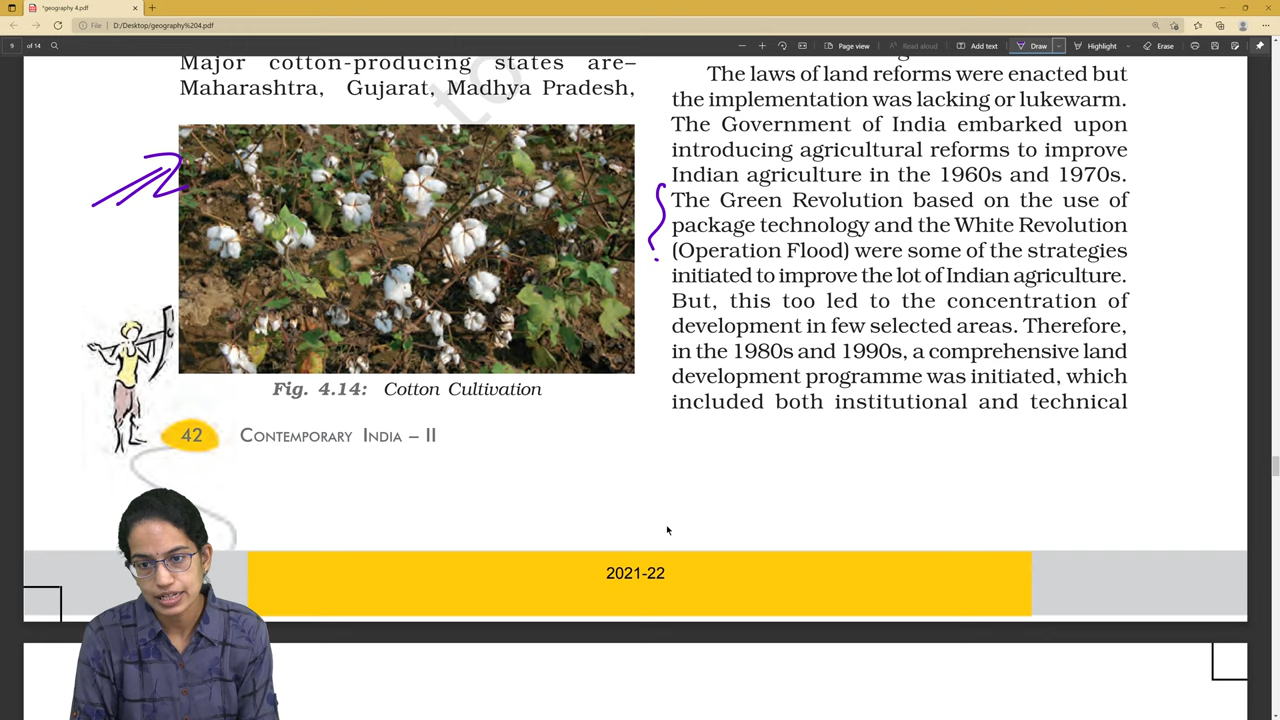 *geography 4.pdf
File
D:/Desktop/geography%204.pdf
9 of 14
Page view
Read aloud
Add text
Draw
Highlight
Erase
Major cotton-producing states are–
Maharashtra, Gujarat, Madhya Pradesh,
to
Fig. 4.14: Cotton Cultivation
42 CONTEMPORARY INDIA – II
The laws of land reforms were enacted but
the implementation was lacking or lukewarm.
The Government of India embarked upon
introducing agricultural reforms to improve
Indian agriculture in the 1960s and 1970s.
The Green Revolution based on the use of
package technology and the White Revolution
(Operation Flood) were some of the strategies
initiated to improve the lot of Indian agriculture.
But, this too led to the concentration of
development in few selected areas. Therefore,
in the 1980s and 1990s, a comprehensive land
development programme was initiated, which
included both institutional and technical
2021-22